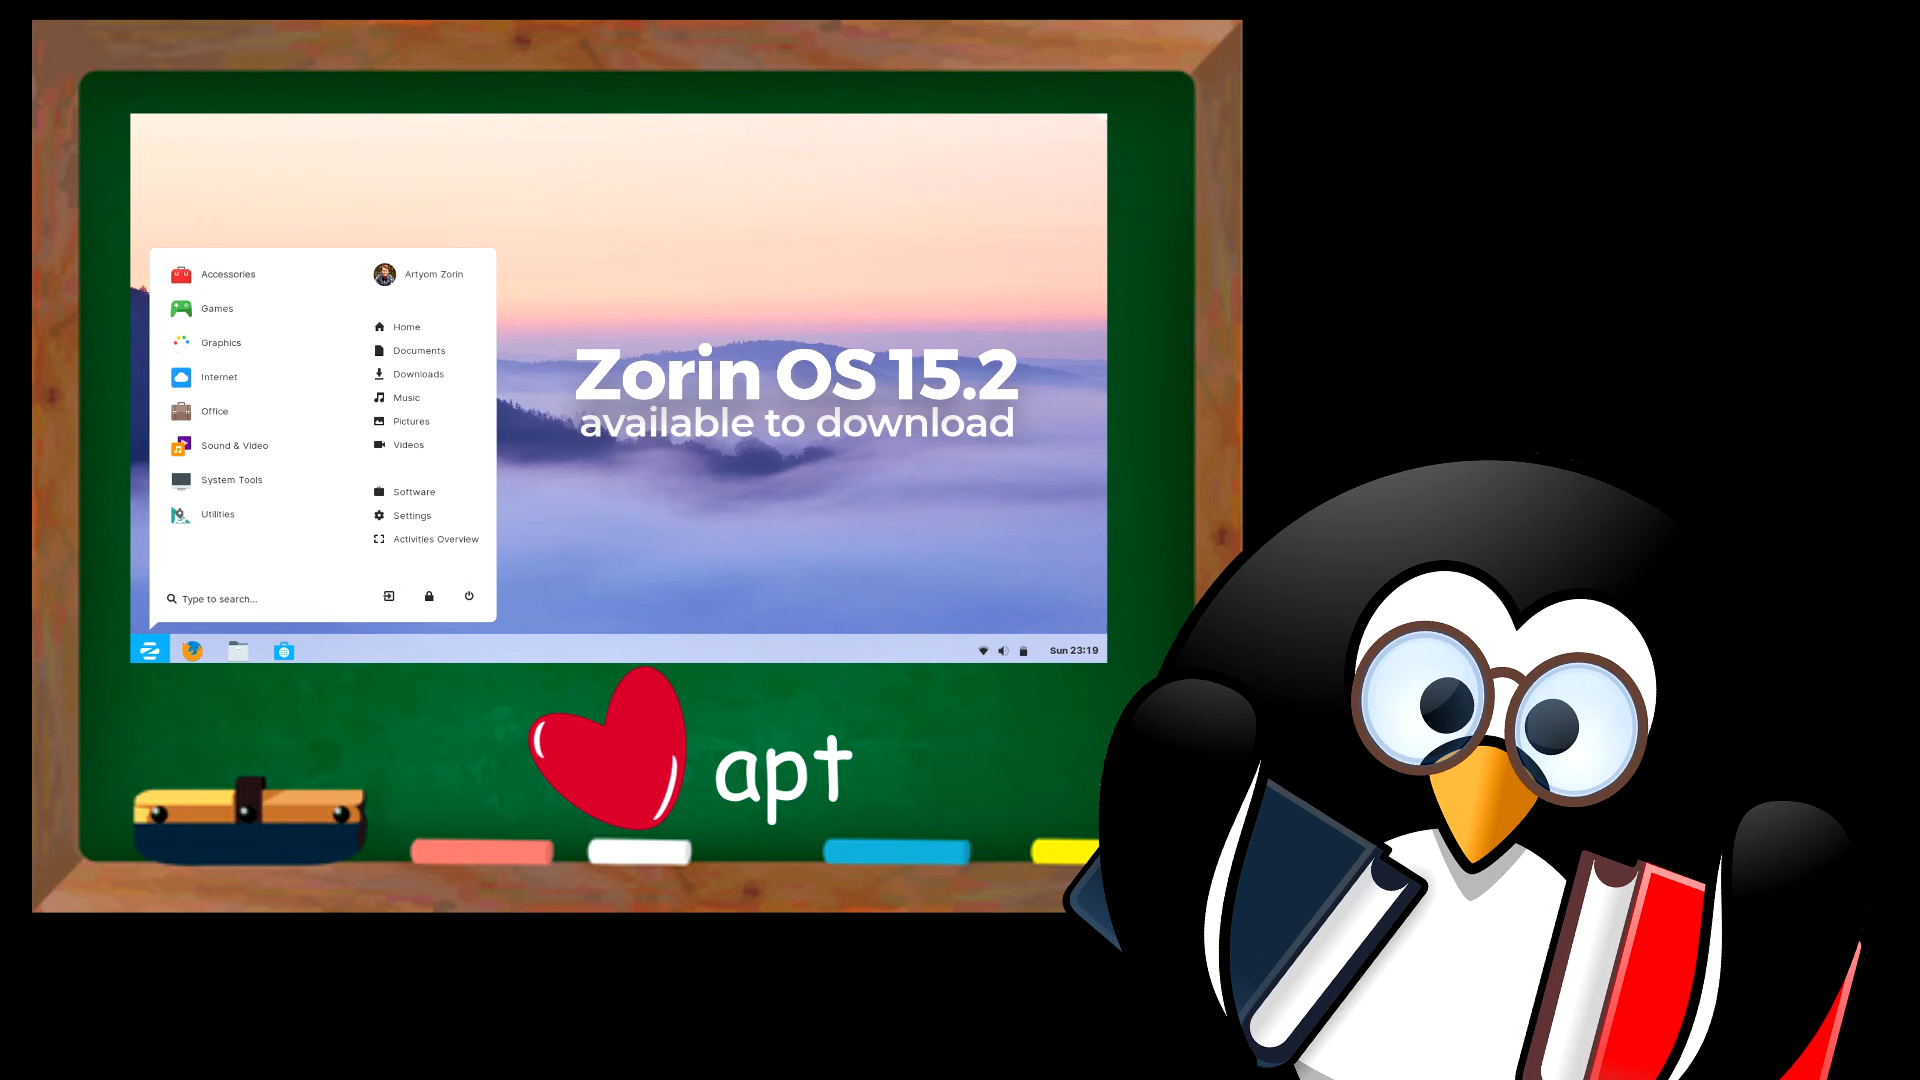 Accessories
Games
Graphics
Internet
Office
Sound & Video
System Tools
Utilities
Type to search...
Artyom Zorin
Home
Documents
Downloads
Music
Pictures
Videos
Software
Settings
Activities Overview
Zorin OS 15.2
available to download
Sun 23:19
apt